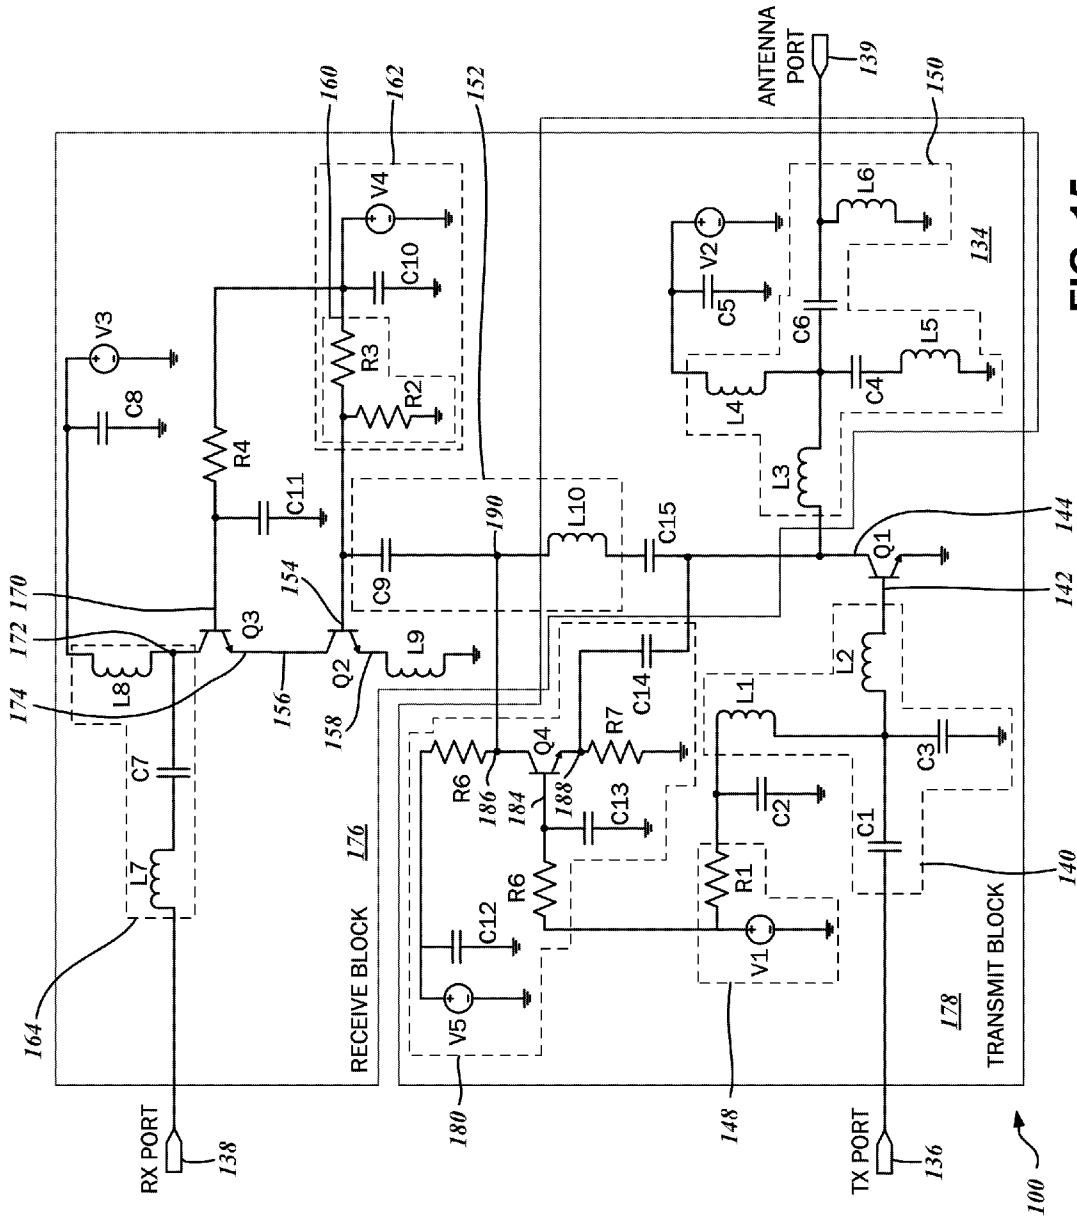 RX PORT
138
164
L7
C7
L8
174
172
170
C8
V3
Q3
C11
R4
156
Q2
158
154
L9
R3
R2
C10
V4
160
162
152
RECEIVE BLOCK
176
C9
190
L10
C15
180
V5
C12
R6
R6
186
184
188
Q4
C13
R7
C14
148
V1
R1
C2
L1
L2
C1
C3
140
142
Q1
144
L3
L4
C5
V2
C6
C4
L5
L6
134
150
ANTENNA
PORT
139
TX PORT
136
TRANSMIT BLOCK
178
100